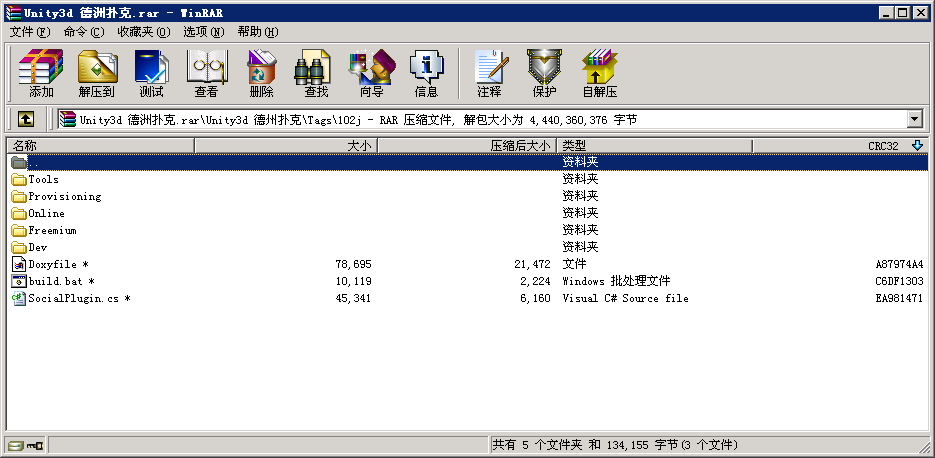 Unity3d 德洲扑克.rar - WinRAR
文件(F) 命令(C) 收藏夹(O) 选项(N) 帮助(H)
添加 解压到 测试 查看 删除 查找 向导 信息 注释 保护 自解压
Unity3d 德洲扑克.rar\Unity3d 德州扑克\Tags\102j - RAR 压缩文件, 解包大小为 4,440,360,376 字节
名称 大小 压缩后大小 类型 CRC32
.. 资料夹
Tools 资料夹
Provisioning 资料夹
Online 资料夹
Freemium 资料夹
Dev 资料夹
Doxyfile * 78,695 21,472 文件 A87974A4
build.bat * 10,119 2,224 Windows 批处理文件 C6DF1303
SocialPlugin.cs * 45,341 6,160 Visual C# Source file EA981471
共有 5 个文件夹 和 134,155 字节(3 个文件)